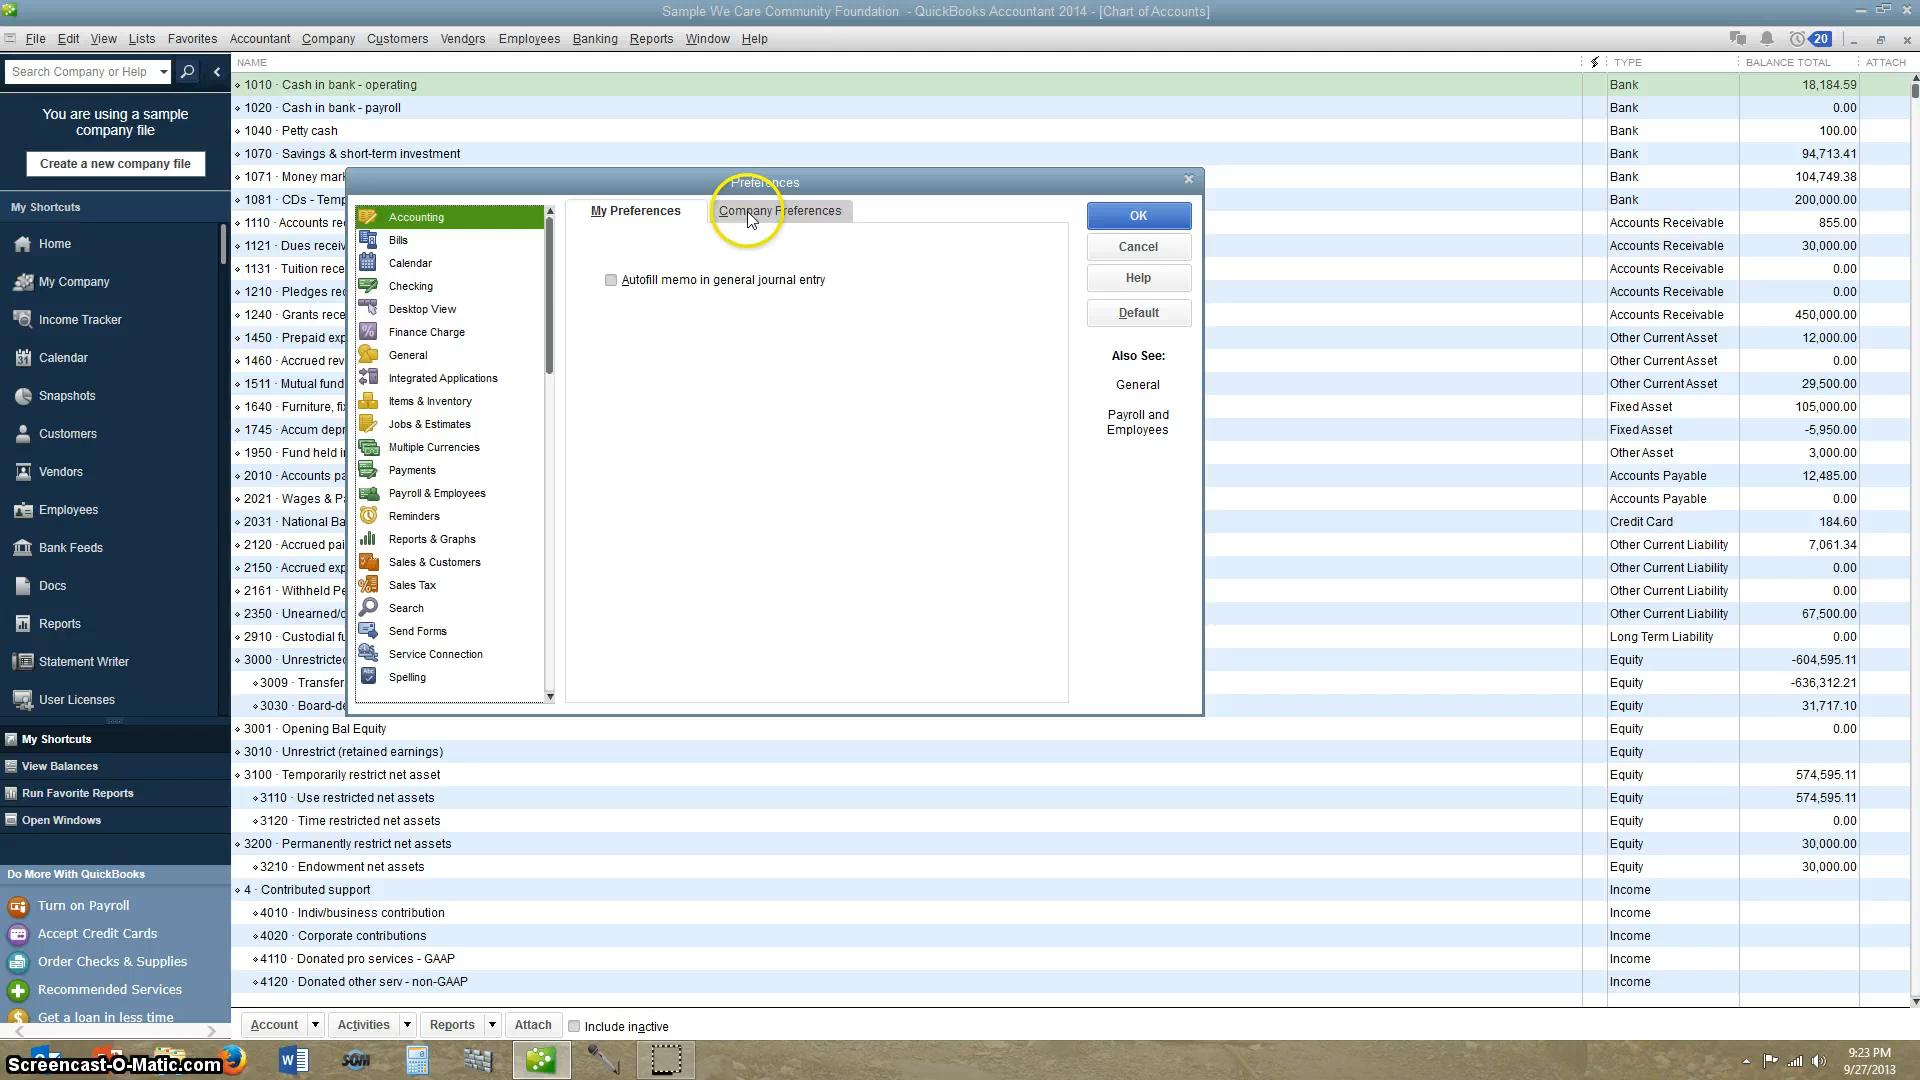 Sample We Care Community Foundation - QuickBooks Accountant 2014 - [Chart of Accounts]
File Edit View Lists Favorites Accountant Company Customers Vendors Employees Banking Reports Window Help 20
Search Company or Help
You are using a sample
company file
Create a new company file
My Shortcuts
Home
My Company
Income Tracker
Calendar
Snapshots
Customers
Vendors
Employees
Bank Feeds
Docs
Reports
Statement Writer
User Licenses
My Shortcuts
View Balances
Run Favorite Reports
Open Windows
Do More With QuickBooks
Turn on Payroll
Accept Credit Cards
Order Checks & Supplies
Recommended Services
Get a loan in less time
NAME TYPE BALANCE TOTAL ATTACH
1010 · Cash in bank - operating Bank 18,184.59
1020 · Cash in bank - payroll Bank 0.00
1040 · Petty cash Bank 100.00
1070 · Savings & short-term investment Bank 94,713.41
1071 · Money mark Bank 104,749.38
1081 · CDs - Temp Bank 200,000.00
1110 · Accounts re Accounts Receivable 855.00
1121 · Dues receiv Accounts Receivable 30,000.00
1131 · Tuition rece Accounts Receivable 0.00
1210 · Pledges rec Accounts Receivable 0.00
1240 · Grants rece Accounts Receivable 450,000.00
1450 · Prepaid exp Other Current Asset 12,000.00
1460 · Accrued rev Other Current Asset 0.00
1511 · Mutual fund Other Current Asset 29,500.00
1640 · Furniture, fix Fixed Asset 105,000.00
1745 · Accum depr Fixed Asset -5,950.00
1950 · Fund held i Other Asset 3,000.00
2010 · Accounts pa Accounts Payable 12,485.00
2021 · Wages & P Accounts Payable 0.00
2031 · National Ba Credit Card 184.60
2120 · Accrued pai Other Current Liability 7,061.34
2150 · Accrued exp Other Current Liability 0.00
2161 · Withheld Pe Other Current Liability 0.00
2350 · Unearned/d Other Current Liability 67,500.00
2910 · Custodial fu Long Term Liability 0.00
3000 · Unrestricted Equity -604,595.11
3009 · Transfer Equity -636,312.21
3030 · Board-de Equity 31,717.10
3001 · Opening Bal Equity Equity 0.00
3010 · Unrestrict (retained earnings) Equity
3100 · Temporarily restrict net asset Equity 574,595.11
3110 · Use restricted net assets Equity 574,595.11
3120 · Time restricted net assets Equity 0.00
3200 · Permanently restrict net assets Equity 30,000.00
3210 · Endowment net assets Equity 30,000.00
4 · Contributed support Income
4010 · Indiv/business contribution Income
4020 · Corporate contributions Income
4110 · Donated pro services - GAAP Income
4120 · Donated other serv - non-GAAP Income
Preferences
Accounting
Bills
Calendar
Checking
Desktop View
Finance Charge
General
Integrated Applications
Items & Inventory
Jobs & Estimates
Multiple Currencies
Payments
Payroll & Employees
Reminders
Reports & Graphs
Sales & Customers
Sales Tax
Search
Send Forms
Service Connection
Spelling
My Preferences Company Preferences
Autofill memo in general journal entry
OK
Cancel
Help
Default
Also See:
General
Payroll and
Employees
Account Activities Reports Attach Include inactive
Screencast-O-Matic.com
9:23 PM
9/27/2013